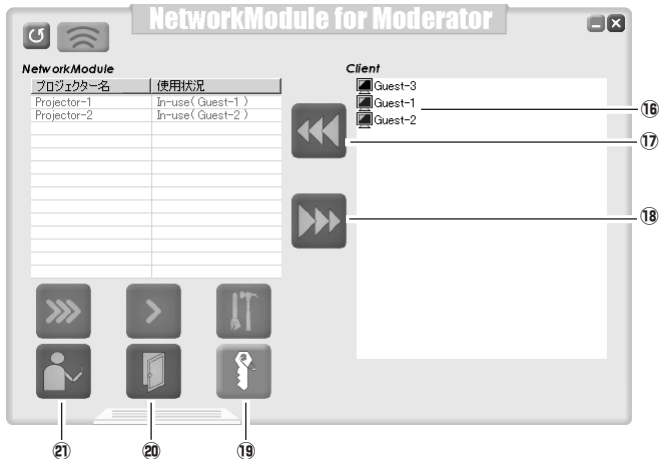 NetworkModule for Moderator
NetworkModule
プロジェクター名 使用状況
Projector-1 In-use( Guest-1 )
Projector-2 In-use( Guest-2 )
Client
Guest-3
Guest-1
Guest-2
⑯
⑰
⑱
㉑ ⑳ ⑲